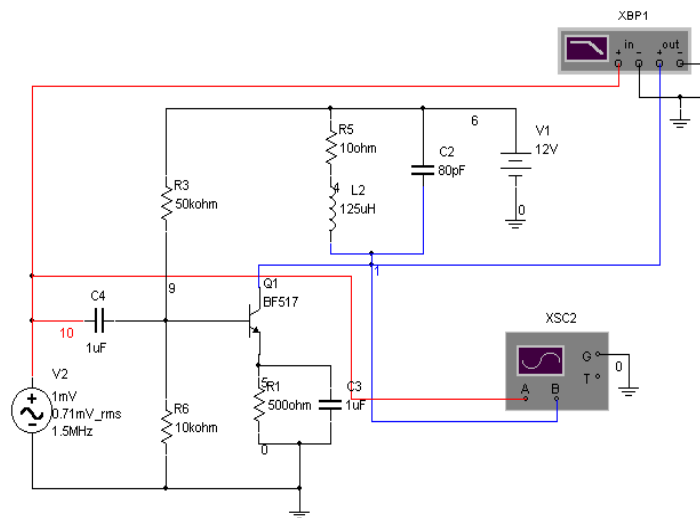 XBP1
in out
+ - + -
6
R5
10ohm
C2
80pF
V1
12V
R3
50kohm
4
L2
125uH
0
1
9
Q1
BF517
C4
10
1uF
XSC2
G
T
A B
0
V2
1mV
0.71mV_rms
1.5MHz
+
R6
10kohm
5
R1
500ohm
C3
1uF
0